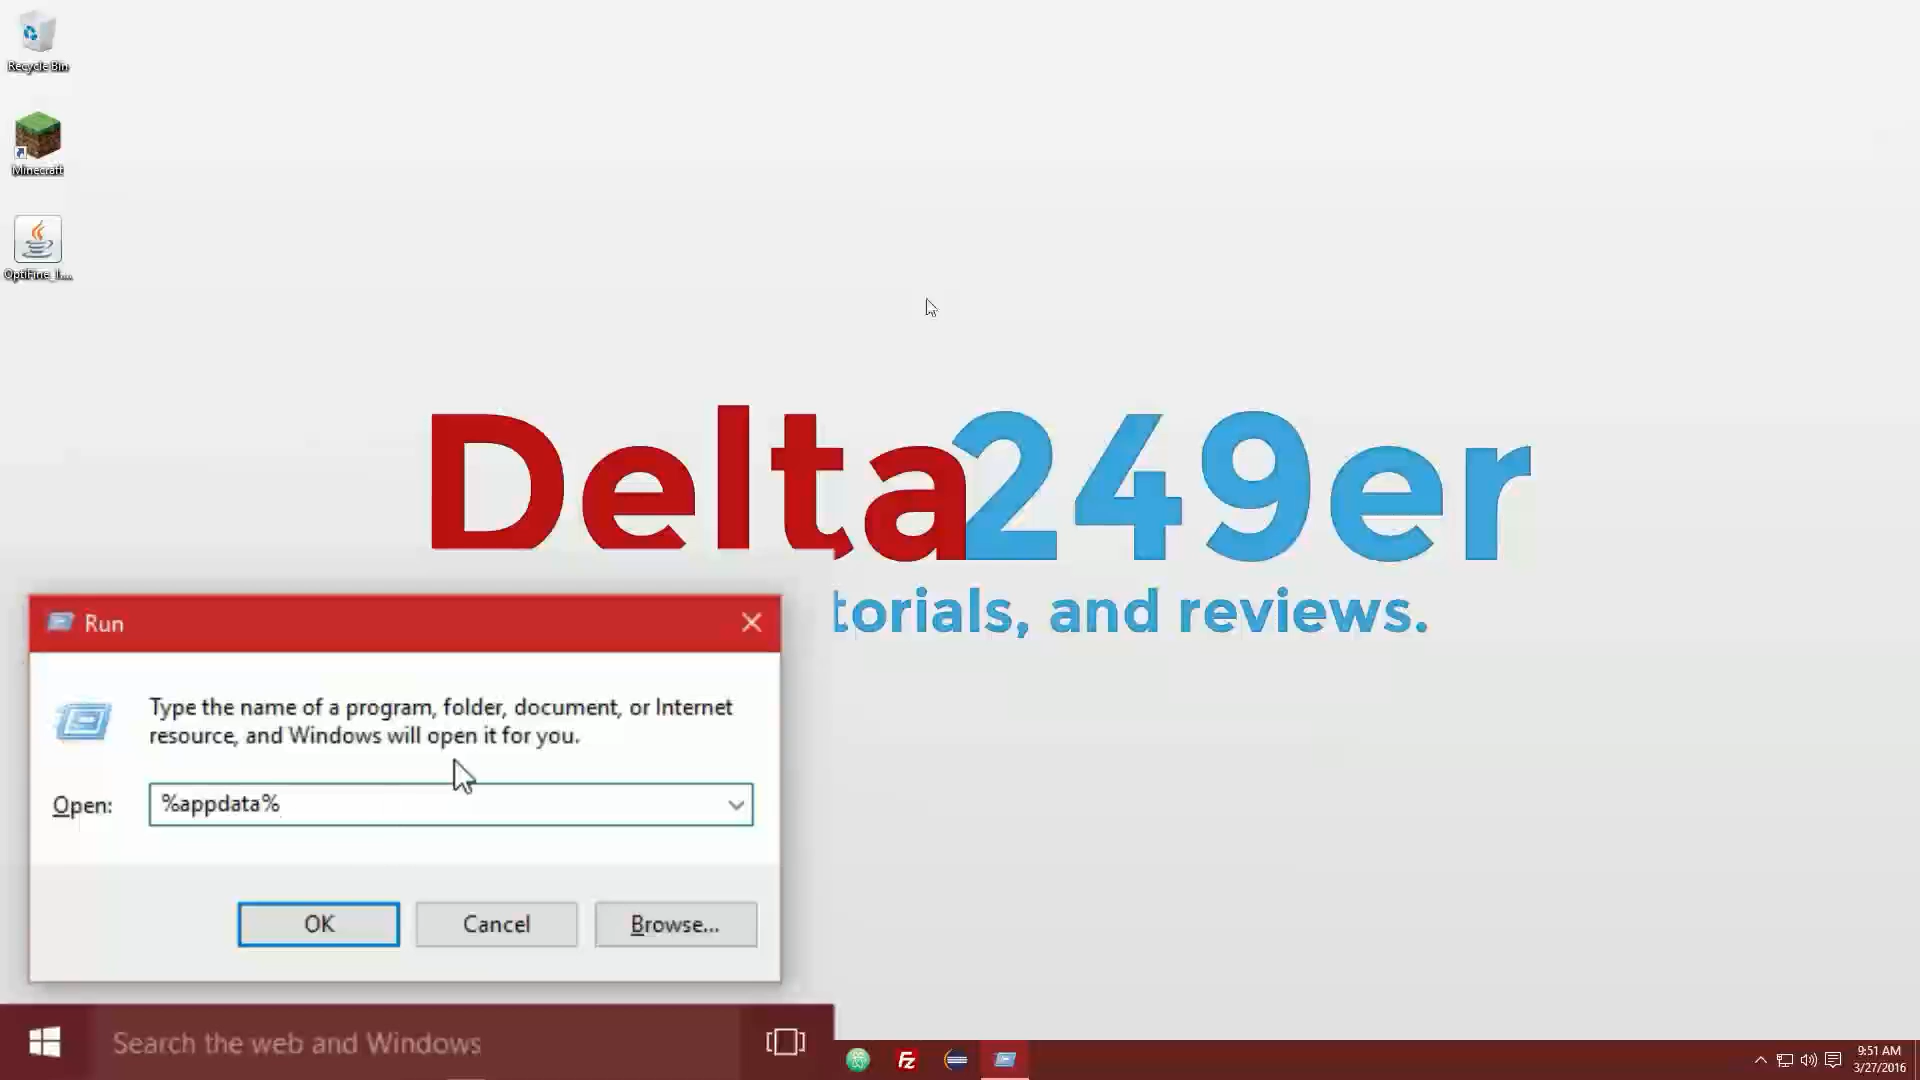 Recycle Bin
Minecraft
OptiFine_1....
Delta249er
torials, and reviews.
Run
Type the name of a program, folder, document, or Internet
resource, and Windows will open it for you.
Open:
%appdata%
OK
Cancel
Browse...
Search the web and Windows
Fz
9:51 AM
3/27/2016